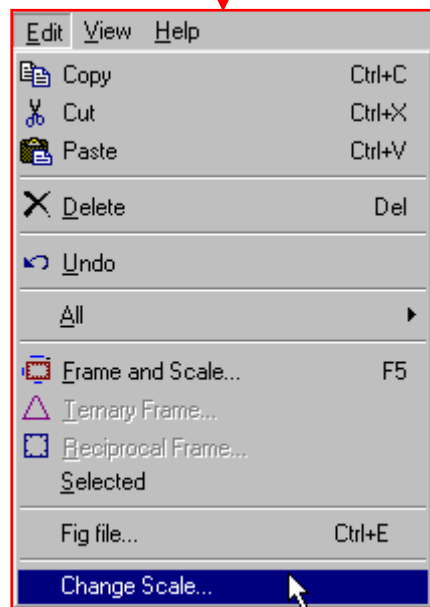 Edit View Help
Copy Ctrl+C
Cut Ctrl+X
Paste Ctrl+V
Delete Del
Undo
All
Frame and Scale... F5
Ternary Frame...
Reciprocal Frame...
Selected
Fig file... Ctrl+E
Change Scale...